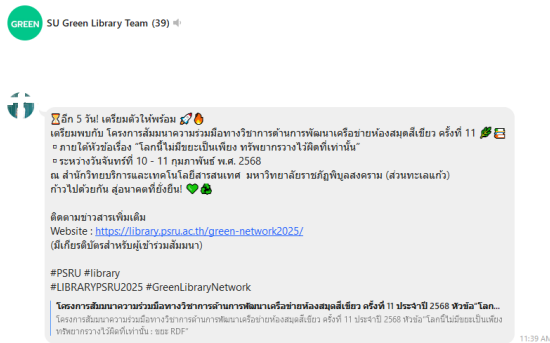 GREEN SU Green Library Team (39)
⏳อีก 5 วัน! เตรียมตัวให้พร้อม 🚀🔥
เตรียมพบกับ โครงการสัมมนาความร่วมมือทางวิชาการด้านการพัฒนาเครือข่ายห้องสมุดสีเขียว ครั้งที่ 11 🌿📚
▫ภายใต้หัวข้อเรื่อง “โลกนี้ไม่มีขยะเป็นเพียง ทรัพยากรวางไว้ผิดที่เท่านั้น”
▫ระหว่างวันจันทร์ที่ 10 - 11 กุมภาพันธ์ พ.ศ. 2568
ณ สำนักวิทยบริการและเทคโนโลยีสารสนเทศ มหาวิทยาลัยราชภัฏพิบูลสงคราม (ส่วนทะเลแก้ว)
ก้าวไปด้วยกัน สู่อนาคตที่ยั่งยืน! 💚♻
ติดตามข่าวสารเพิ่มเติม
Website : https://library.psru.ac.th/green-network2025/
(มีเกียรติบัตรสำหรับผู้เข้าร่วมสัมมนา)
#PSRU #library
#LIBRARYPSRU2025 #GreenLibraryNetwork
โครงการสัมมนาความร่วมมือทางวิชาการด้านการพัฒนาเครือข่ายห้องสมุดสีเขียว ครั้งที่ 11 ประจำปี 2568 หัวข้อ“โลก...
โครงการสัมมนาความร่วมมือทางวิชาการด้านการพัฒนาเครือข่ายห้องสมุดสีเขียว ครั้งที่ 11 ประจำปี 2568 หัวข้อ“โลกนี้ไม่มีขยะเป็นเพียง
ทรัพยากรวางไว้ผิดที่เท่านั้น : ขยะ RDF”
11:39 AM